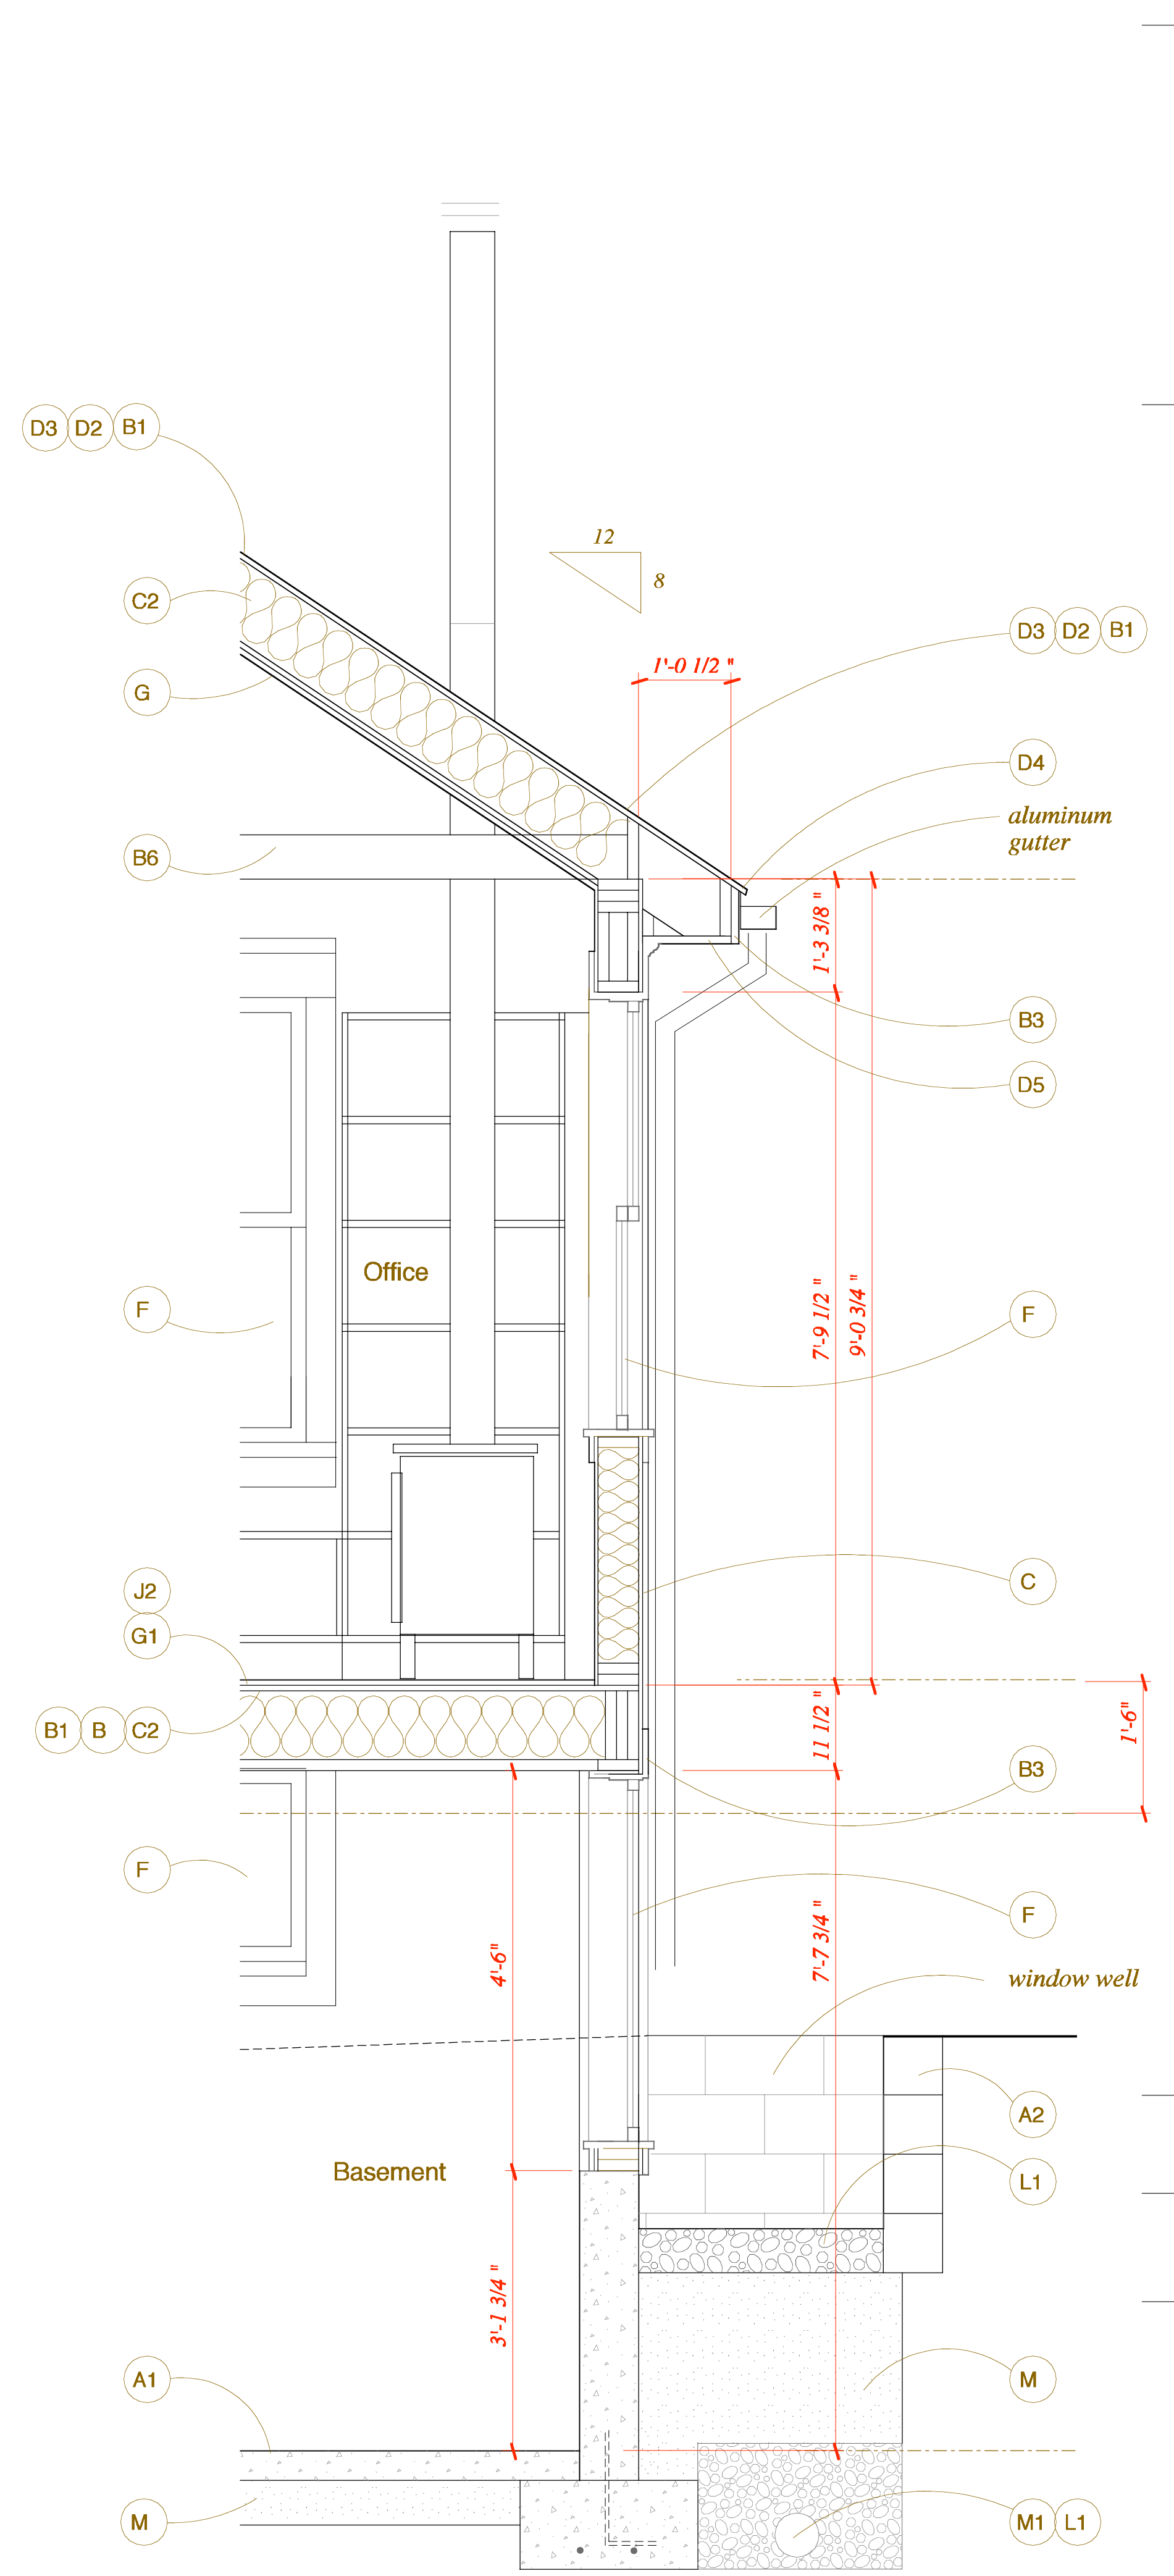 D3 D2 B1
12
8
C2
D3 D2 B1
1'-0 1/2 "
G
D4
aluminum
gutter
B6
1'-3 3/8 "
B3
D5
Office
F
7'-9 1/2 "
9'-0 3/4 "
F
C
J2
G1
B1 B C2
11 1/2 "
1'-6"
B3
F
F
4'-6"
7'-7 3/4 "
window well
A2
Basement
L1
3'-1 3/4 "
A1
M
M
M1 L1